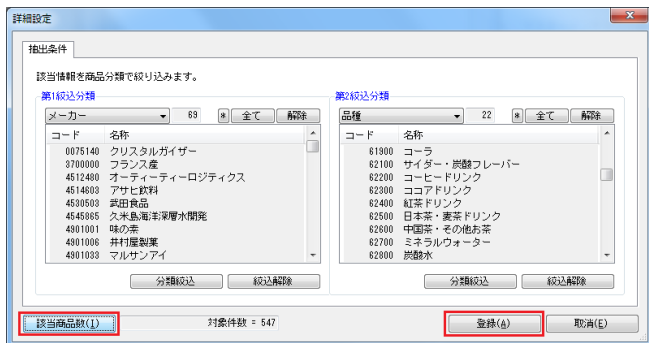 詳細設定
抽出条件
該当情報を商品分類で絞り込みます。
第1絞込分類
メーカー 69 * 全て 解除
コード 名称
0075140 クリスタルガイザー
3700000 フランス産
4512480 オーティーティーロジティクス
4514603 アサヒ飲料
4530503 武田食品
4545865 久米島海洋深層水開発
4901001 味の素
4901006 井村屋製菓
4901033 マルサンアイ
分類絞込 絞込解除
第2絞込分類
品種 22 * 全て 解除
コード 名称
61900 コーラ
62100 サイダー・炭酸フレーバー
62200 コーヒードリンク
62300 ココアドリンク
62400 紅茶ドリンク
62500 日本茶・麦茶ドリンク
62600 中国茶・その他お茶
62700 ミネラルウォーター
62800 炭酸水
分類絞込 絞込解除
該当商品数(I) 対象件数 = 547 登録(A) 取消(E)